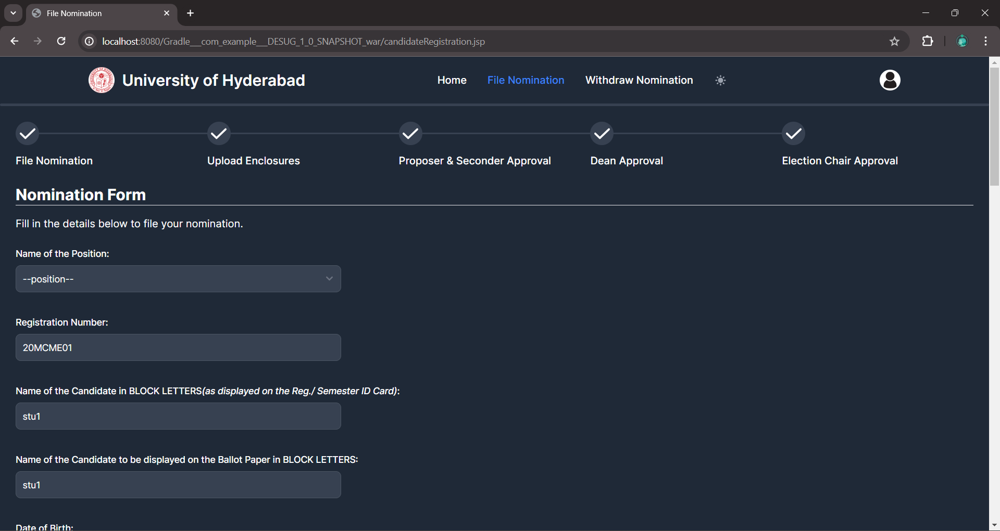 File Nomination
localhost:8080/Gradle___com_example___DESUG_1_0_SNAPSHOT_war/candidateRegistration.jsp
University of Hyderabad
Home
File Nomination
Withdraw Nomination
File Nomination
Upload Enclosures
Proposer & Seconder Approval
Dean Approval
Election Chair Approval
Nomination Form
Fill in the details below to file your nomination.
Name of the Position:
--position--
Registration Number:
20MCME01
Name of the Candidate in BLOCK LETTERS(as displayed on the Reg./ Semester ID Card):
stu1
Name of the Candidate to be displayed on the Ballot Paper in BLOCK LETTERS:
stu1
Date of Birth: